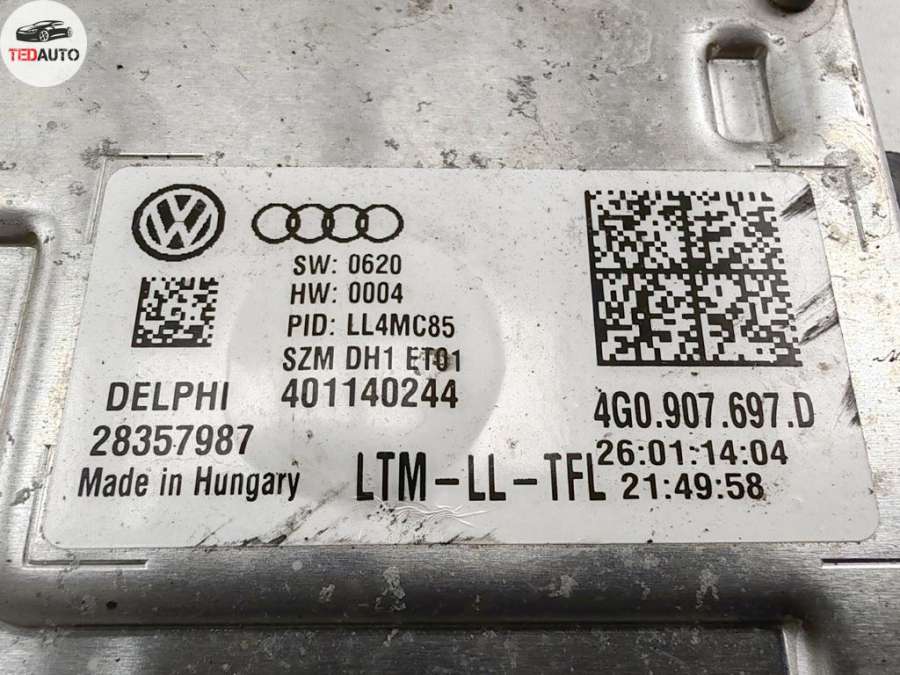 TEDAUTO
SW: 0620
HW: 0004
PID: LL4MC85
SZM DH1 ET01
401140244
DELPHI
28357987
Made in Hungary
LTM-LL-TFL
4G0.907.697.D
26:01:14:04
21:49:58